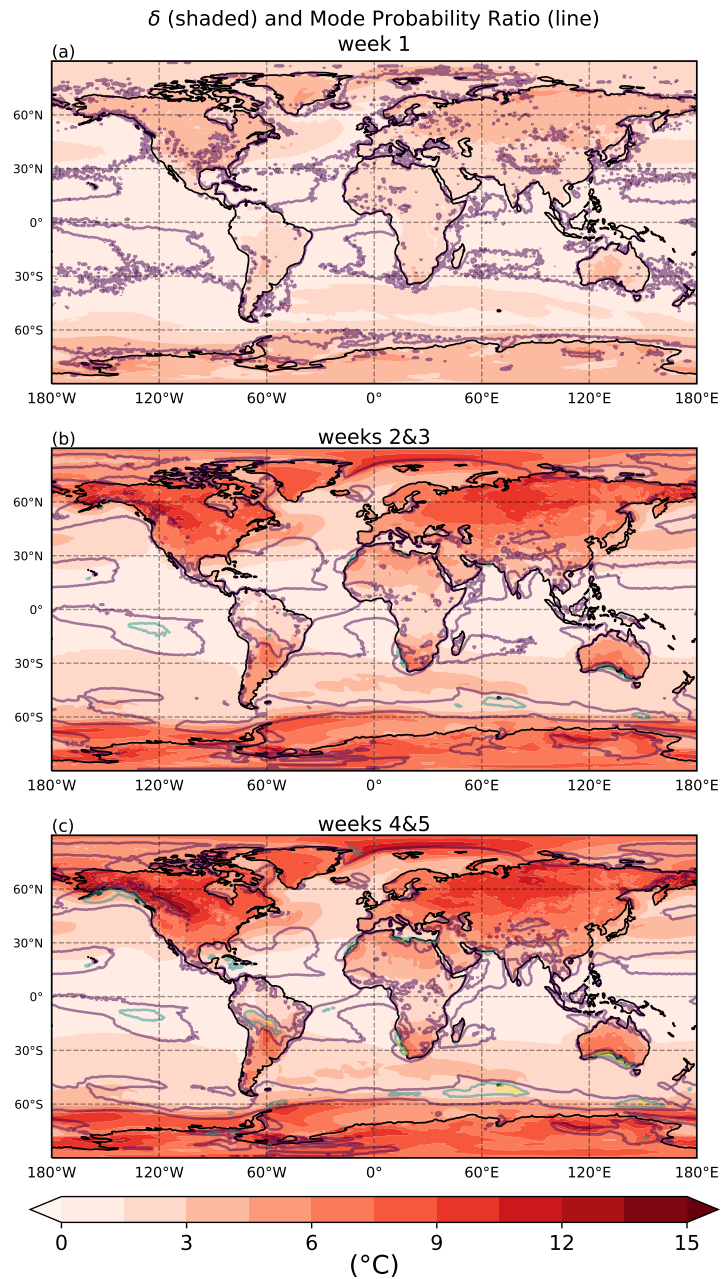 δ (shaded) and Mode Probability Ratio (line)
(a) week 1
60°N
30°N
0°
30°S
60°S
180°W 120°W 60°W 0° 60°E 120°E 180°E
(b) weeks 2&3
60°N
30°N
0°
30°S
60°S
180°W 120°W 60°W 0° 60°E 120°E 180°E
(c) weeks 4&5
60°N
30°N
0°
30°S
60°S
180°W 120°W 60°W 0° 60°E 120°E 180°E
0 3 6 9 12 15
(°C)